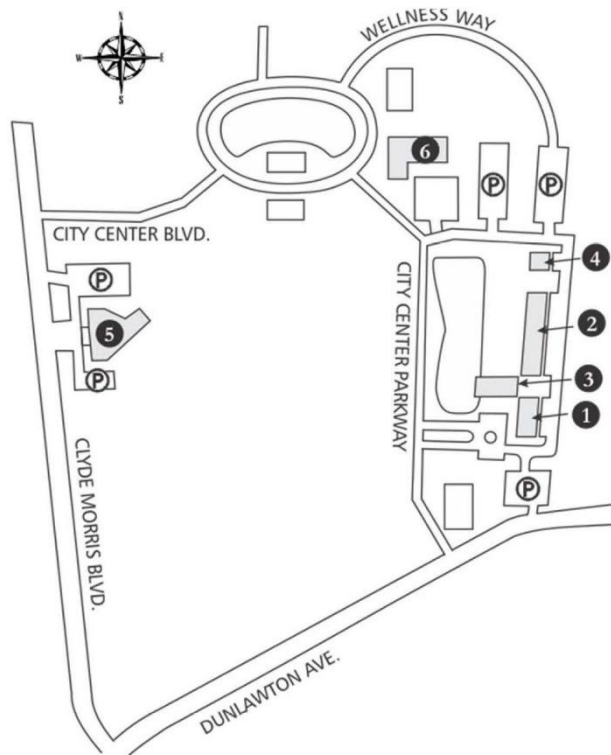 N
W E
S
WELLNESS WAY
6
P
P
CITY CENTER BLVD.
4
P
2
5
CITY CENTER PARKWAY
3
P
1
CLYDE MORRIS BLVD.
P
DUNLAWTON AVE.